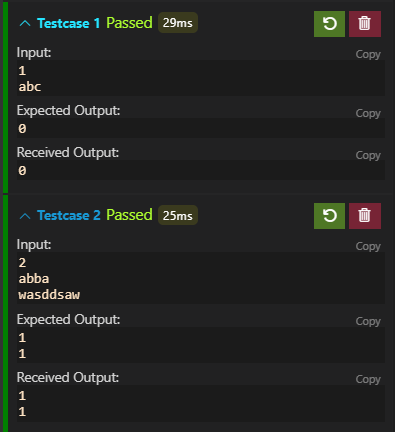 Testcase 1 Passed 29ms
Input:
Copy
1
abc
Expected Output:
Copy
0
Received Output:
Copy
0
Testcase 2 Passed 25ms
Input:
Copy
2
abba
wasddsaw
Expected Output:
Copy
1
1
Received Output:
Copy
1
1